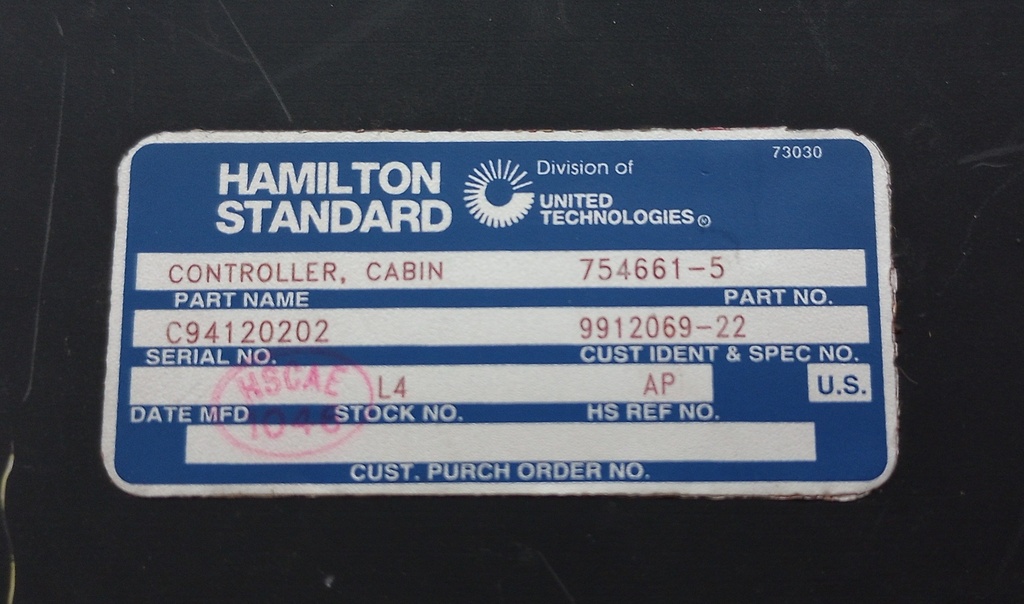 73030
HAMILTON
STANDARD
Division of
UNITED
TECHNOLOGIES
CONTROLLER, CABIN 754661-5
PART NAME PART NO.
C94120202 9912069-22
SERIAL NO. CUST IDENT & SPEC NO.
HSCAE
L4 AP U.S.
DATE MFD STOCK NO. HS REF NO.
CUST. PURCH ORDER NO.